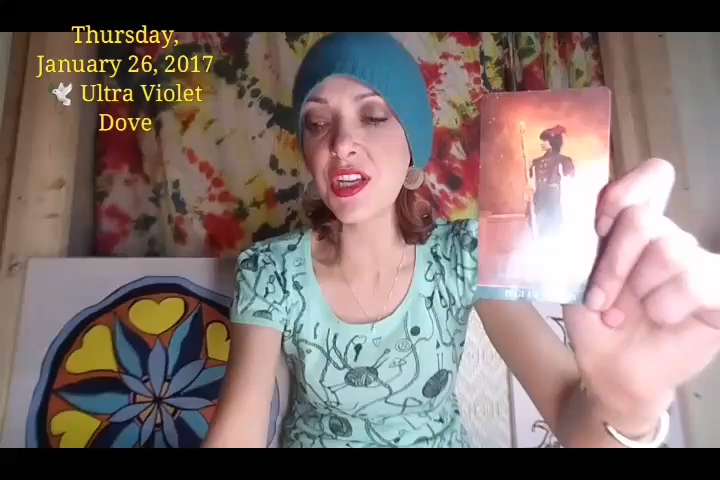 Thursday,
January 26, 2017
🕊 Ultra Violet
Dove